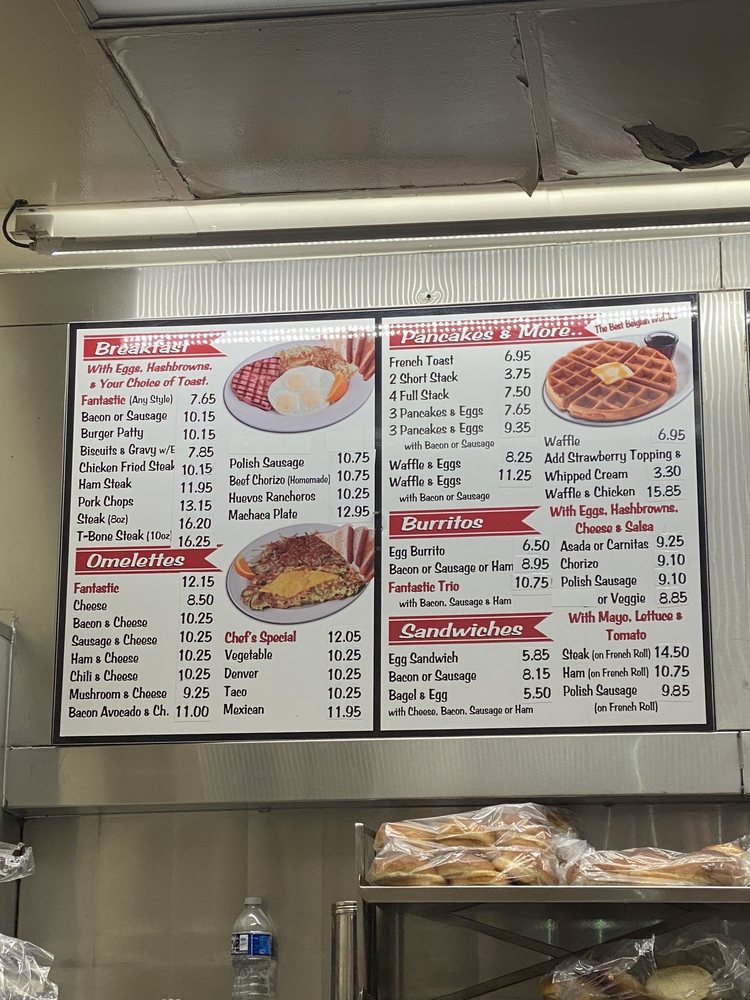 Breakfast
With Eggs, Hashbrowns,
& Your Choice of Toast.
Fantastic (Any Style) 7.65
Bacon or Sausage 10.15
Burger Patty 10.15
Biscuits & Gravy w/E 7.85
Chicken Fried Steak 10.15
Ham Steak 11.95
Pork Chops 13.15
Steak (8oz) 16.20
T-Bone Steak (10oz) 16.25
Polish Sausage 10.75
Beef Chorizo (Homemade) 10.75
Huevos Rancheros 10.25
Machaca Plate 12.95
Omelettes
Fantastic 12.15
Cheese 8.50
Bacon & Cheese 10.25
Sausage & Cheese 10.25
Ham & Cheese 10.25
Chili & Cheese 10.25
Mushroom & Cheese 9.25
Bacon Avocado & Ch. 11.00
Chef's Special 12.05
Vegetable 10.25
Denver 10.25
Taco 10.25
Mexican 11.95
Pancakes & More..
The Best Belgian
French Toast 6.95
2 Short Stack 3.75
4 Full Stack 7.50
3 Pancakes & Eggs 7.65
3 Pancakes & Eggs 9.35
with Bacon or Sausage
Waffle & Eggs 8.25
Waffle & Eggs 11.25
with Bacon or Sausage
Waffle 6.95
Add Strawberry Topping &
Whipped Cream 3.30
Waffle & Chicken 15.85
Burritos
Egg Burrito 6.50
Bacon or Sausage or Ham 8.95
Fantastic Trio 10.75
with Bacon, Sausage & Ham
With Eggs, Hashbrowns,
Cheese & Salsa
Asada or Carnitas 9.25
Chorizo 9.10
Polish Sausage 9.10
or Veggie 8.85
Sandwiches
Egg Sandwich 5.85
Bacon or Sausage 8.15
Bagel & Egg 5.50
with Cheese, Bacon, Sausage or Ham
With Mayo, Lettuce &
Tomato
Steak (on French Roll) 14.50
Ham (on French Roll) 10.75
Polish Sausage 9.85
(on French Roll)